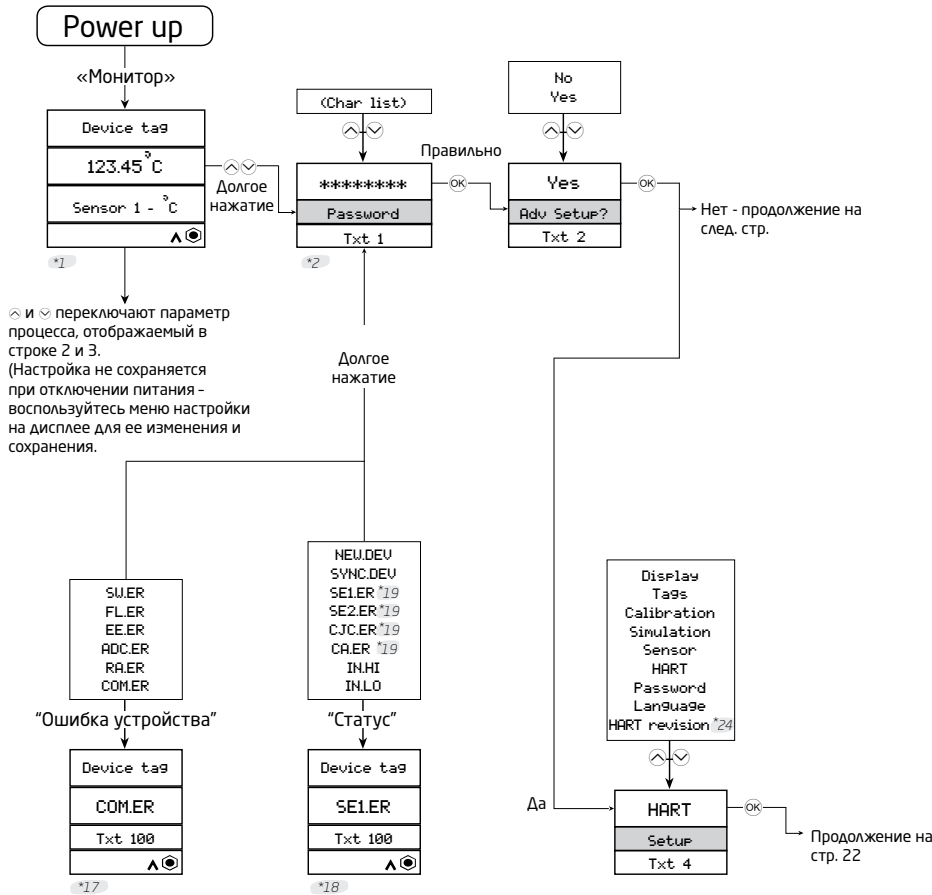 Power up
«Монитор»
Device tag
123.45 °C
Sensor 1 - °C
*1
Долгое
нажатие
(Char list)
********
Password
Txt 1
*2
Правильно
OK
No
Yes
Yes
Adv Setup?
Txt 2
OK
Нет - продолжение на
след. стр.
и переключают параметр
процесса, отображаемый в
строке 2 и 3.
(Настройка не сохраняется
при отключении питания –
воспользуйтесь меню настройки
на дисплее для ее изменения и
сохранения.
Долгое
нажатие
SW.ER
FL.ER
EE.ER
ADC.ER
RA.ER
COM.ER
"Ошибка устройства"
Device tag
COM.ER
Txt 100
*17
NEW.DEV
SYNC.DEV
SE1.ER *19
SE2.ER *19
CJC.ER *19
CA.ER *19
IN.HI
IN.LO
"Статус"
Device tag
SE1.ER
Txt 100
*18
Display
Tags
Calibration
Simulation
Sensor
HART
Password
Language
HART revision *24
Да
HART
Setup
Txt 4
OK
Продолжение на
стр. 22